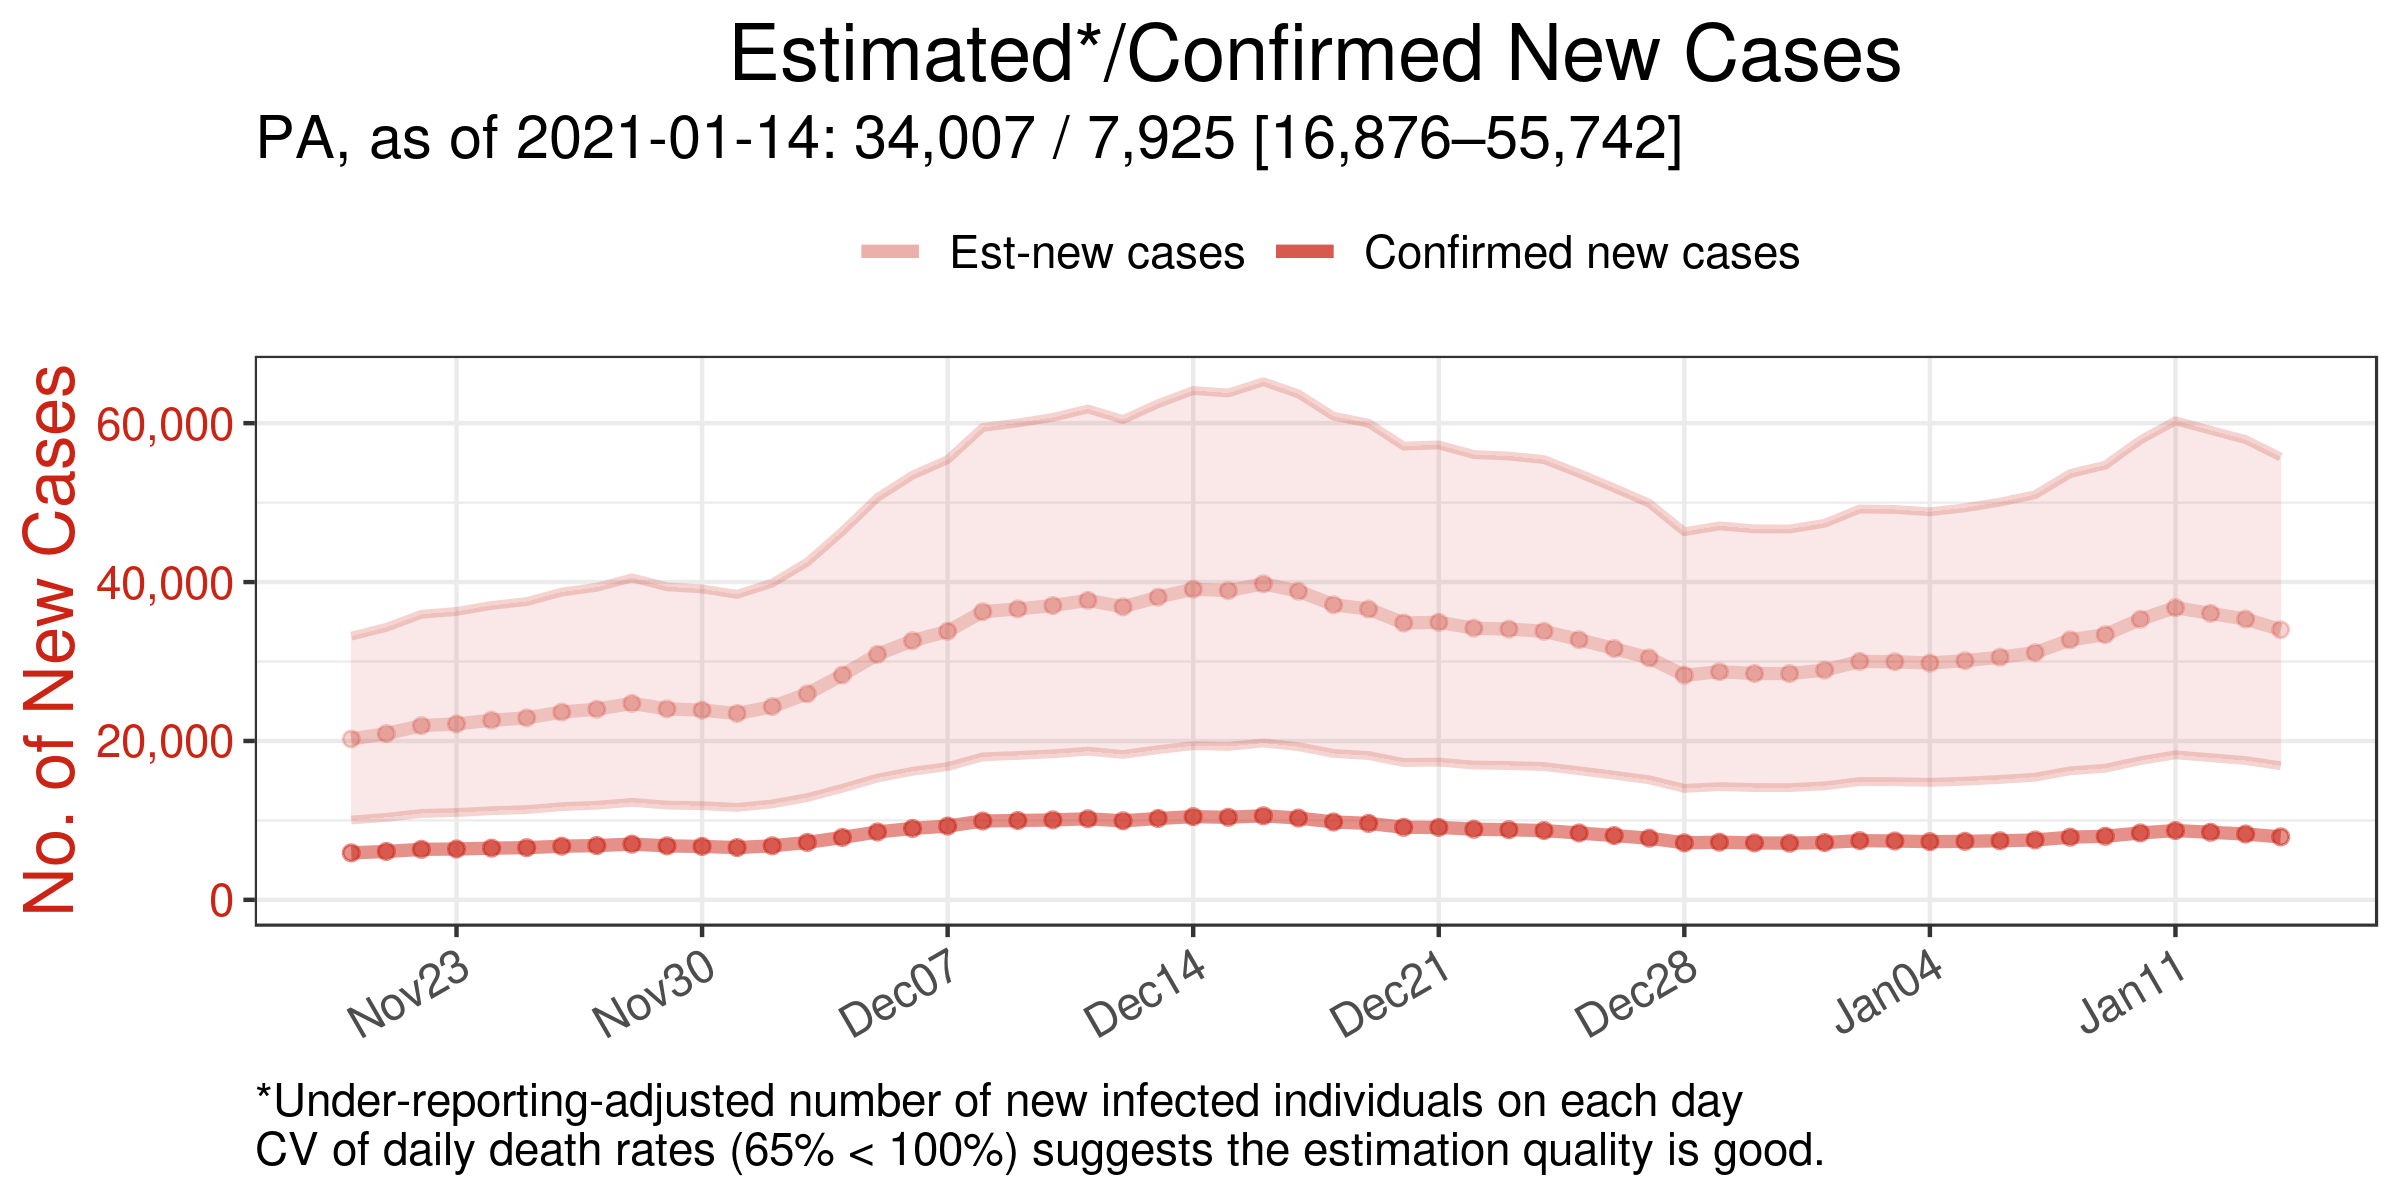 Estimated*/Confirmed New Cases
PA, as of 2021-01-14: 34,007 / 7,925 [16,876–55,742]
Est-new cases
Confirmed new cases
No. of New Cases
60,000
40,000
20,000
0
Nov23
Nov30
Dec07
Dec14
Dec21
Dec28
Jan04
Jan11
*Under-reporting-adjusted number of new infected individuals on each day
CV of daily death rates (65% < 100%) suggests the estimation quality is good.